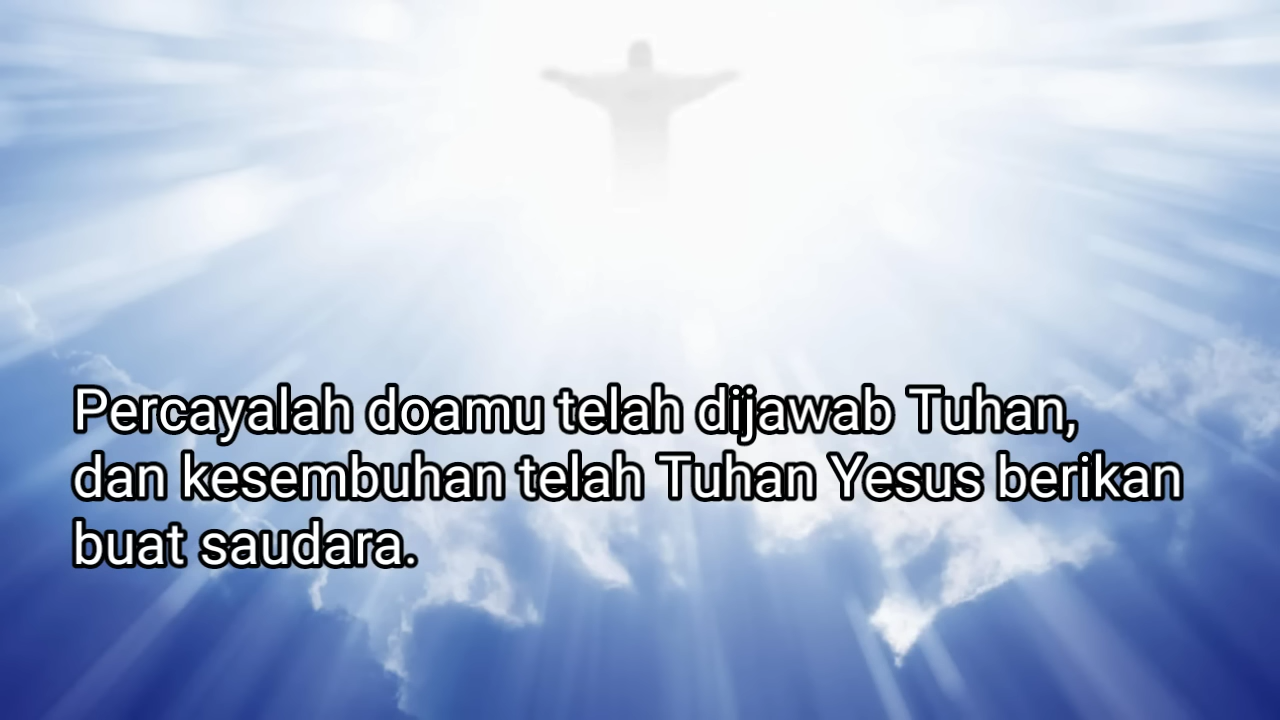 Percayalah doamu telah dijawab Tuhan,
dan kesembuhan telah Tuhan Yesus berikan
buat saudara.